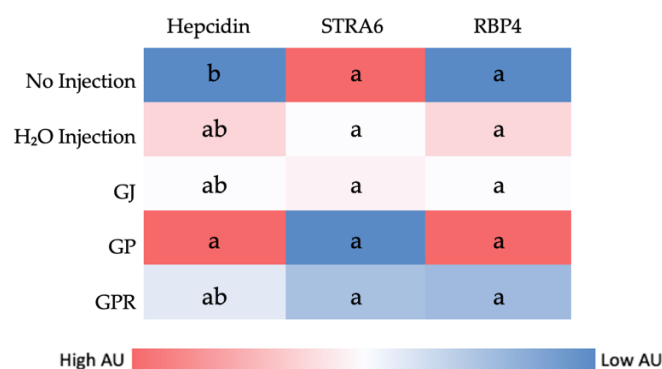 Hepcidin STRA6 RBP4
No Injection b a a
H₂O Injection ab a a
GJ ab a a
GP a a a
GPR ab a a
High AU Low AU